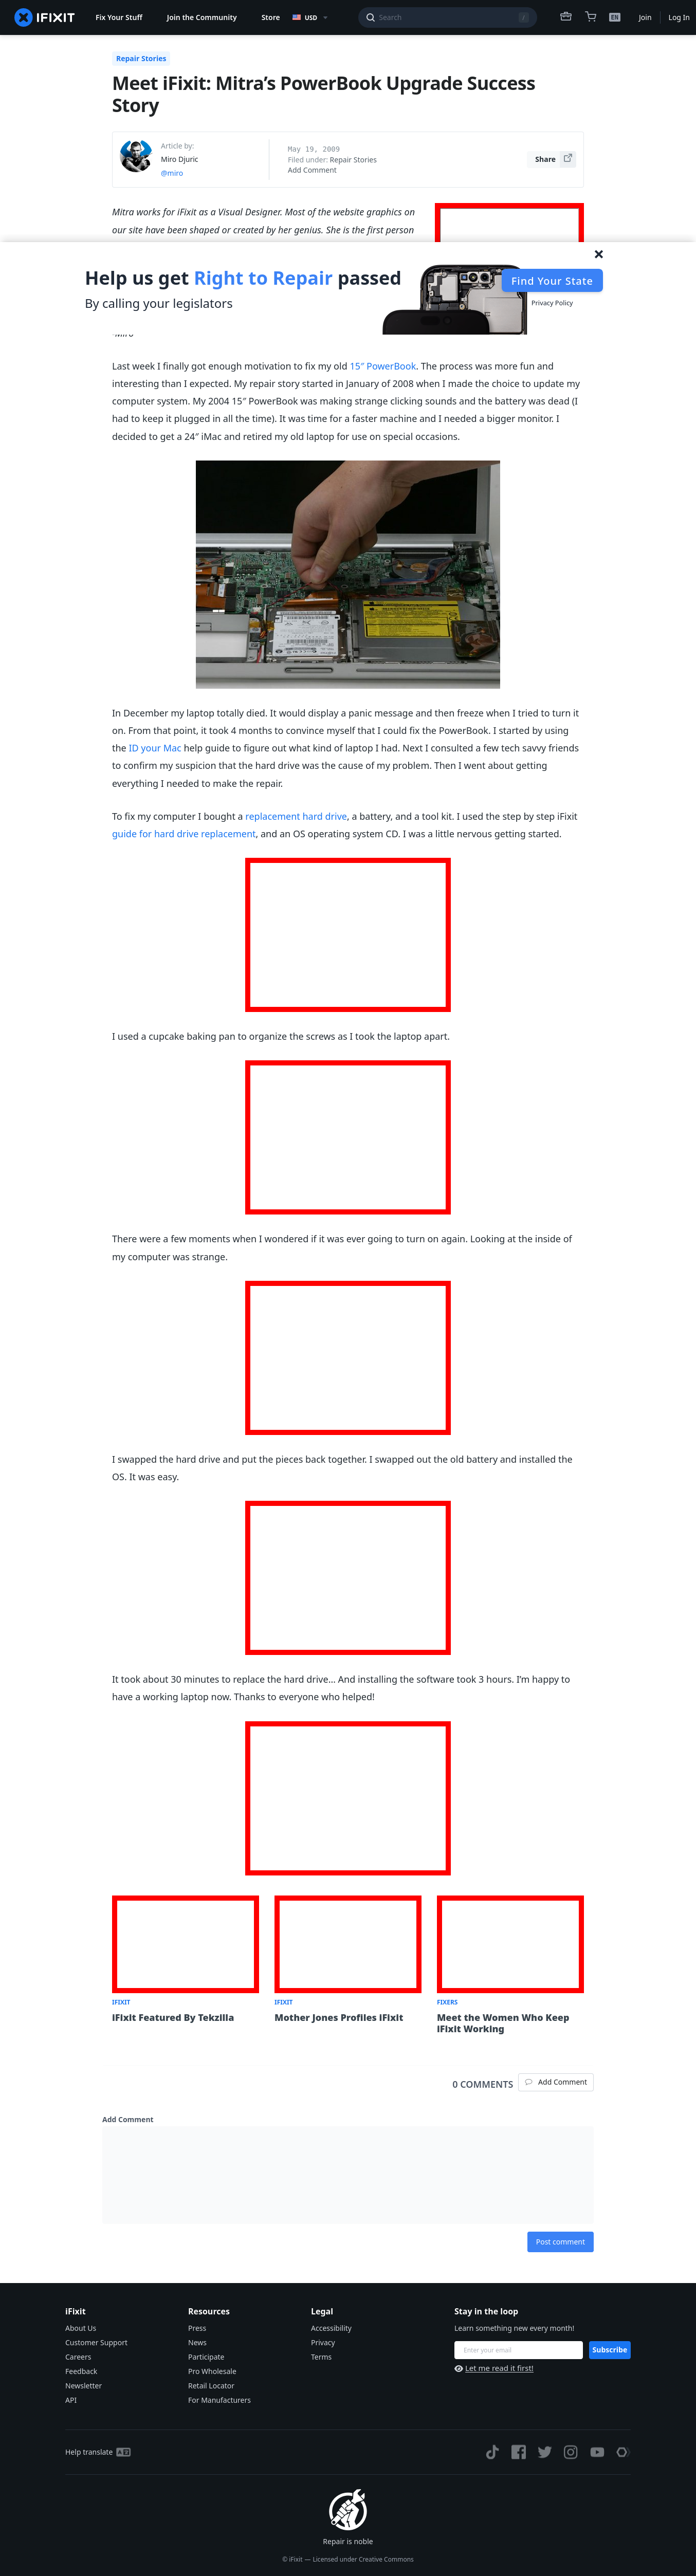 IFIXIT
Fix Your Stuff
Join the Community
Store
USD
Search
/
EN
Join
Log In
Repair Stories
Meet iFixit: Mitra’s PowerBook Upgrade Success
Story
Article by:
Miro Djuric
@miro
May 19, 2009
Filed under: Repair Stories
Add Comment
Share
Mitra works for iFixit as a Visual Designer. Most of the website graphics on
our site have been shaped or created by her genius. She is the first person
Help us get Right to Repair passed
By calling your legislators
Find Your State
Privacy Policy
Last week I finally got enough motivation to fix my old 15″ PowerBook. The process was more fun and
interesting than I expected. My repair story started in January of 2008 when I made the choice to update my
computer system. My 2004 15″ PowerBook was making strange clicking sounds and the battery was dead (I
had to keep it plugged in all the time). It was time for a faster machine and I needed a bigger monitor. I
decided to get a 24″ iMac and retired my old laptop for use on special occasions.
In December my laptop totally died. It would display a panic message and then freeze when I tried to turn it
on. From that point, it took 4 months to convince myself that I could fix the PowerBook. I started by using
the ID your Mac help guide to figure out what kind of laptop I had. Next I consulted a few tech savvy friends
to confirm my suspicion that the hard drive was the cause of my problem. Then I went about getting
everything I needed to make the repair.
To fix my computer I bought a replacement hard drive, a battery, and a tool kit. I used the step by step iFixit
guide for hard drive replacement, and an OS operating system CD. I was a little nervous getting started.
I used a cupcake baking pan to organize the screws as I took the laptop apart.
There were a few moments when I wondered if it was ever going to turn on again. Looking at the inside of
my computer was strange.
I swapped the hard drive and put the pieces back together. I swapped out the old battery and installed the
OS. It was easy.
It took about 30 minutes to replace the hard drive… And installing the software took 3 hours. I’m happy to
have a working laptop now. Thanks to everyone who helped!
IFIXIT
iFixit Featured By Tekzilla
IFIXIT
Mother Jones Profiles iFixit
FIXERS
Meet the Women Who Keep
iFixit Working
0 COMMENTS
Add Comment
Add Comment
Post comment
iFixit
About Us
Customer Support
Careers
Feedback
Newsletter
API
Resources
Press
News
Participate
Pro Wholesale
Retail Locator
For Manufacturers
Legal
Accessibility
Privacy
Terms
Stay in the loop
Learn something new every month!
Enter your email
Subscribe
Let me read it first!
Help translate
Repair is noble
© iFixit — Licensed under Creative Commons